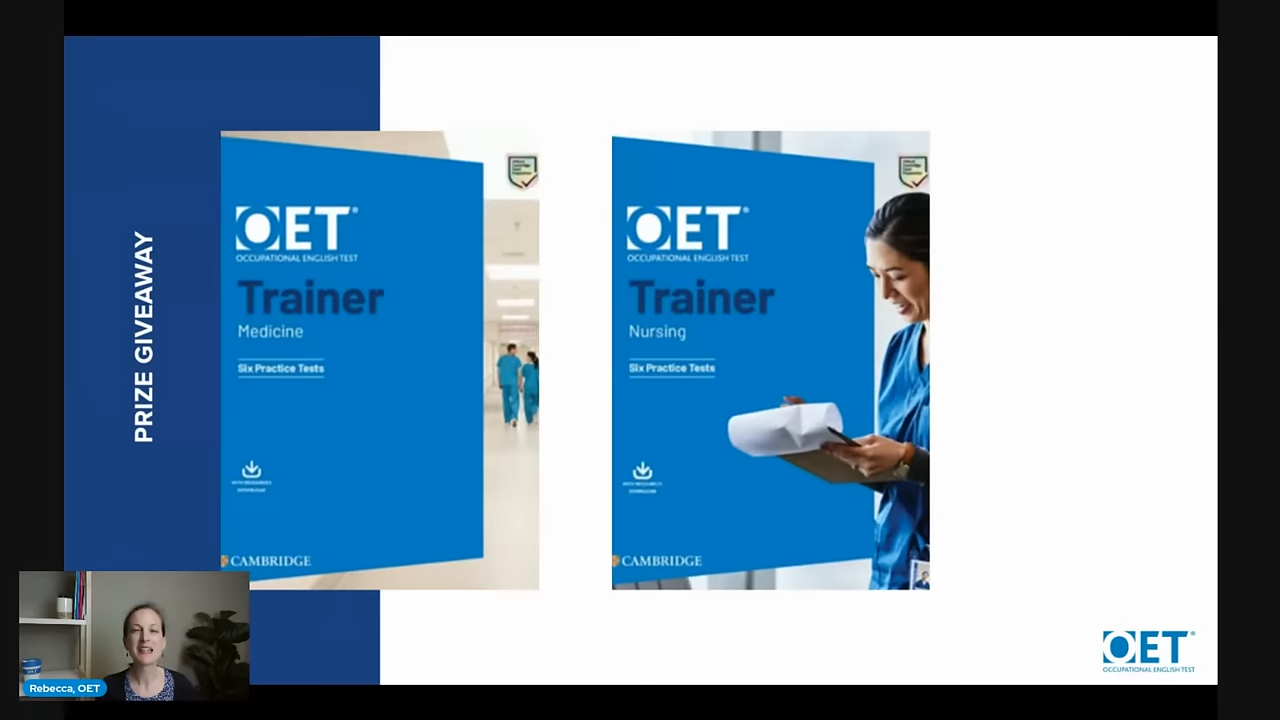 PRIZE GIVEAWAY
OET®
OCCUPATIONAL ENGLISH TEST
Trainer
Medicine
Six Practice Tests
CAMBRIDGE
OET®
OCCUPATIONAL ENGLISH TEST
Trainer
Nursing
Six Practice Tests
CAMBRIDGE
Rebecca, OET
OET®
OCCUPATIONAL ENGLISH TEST